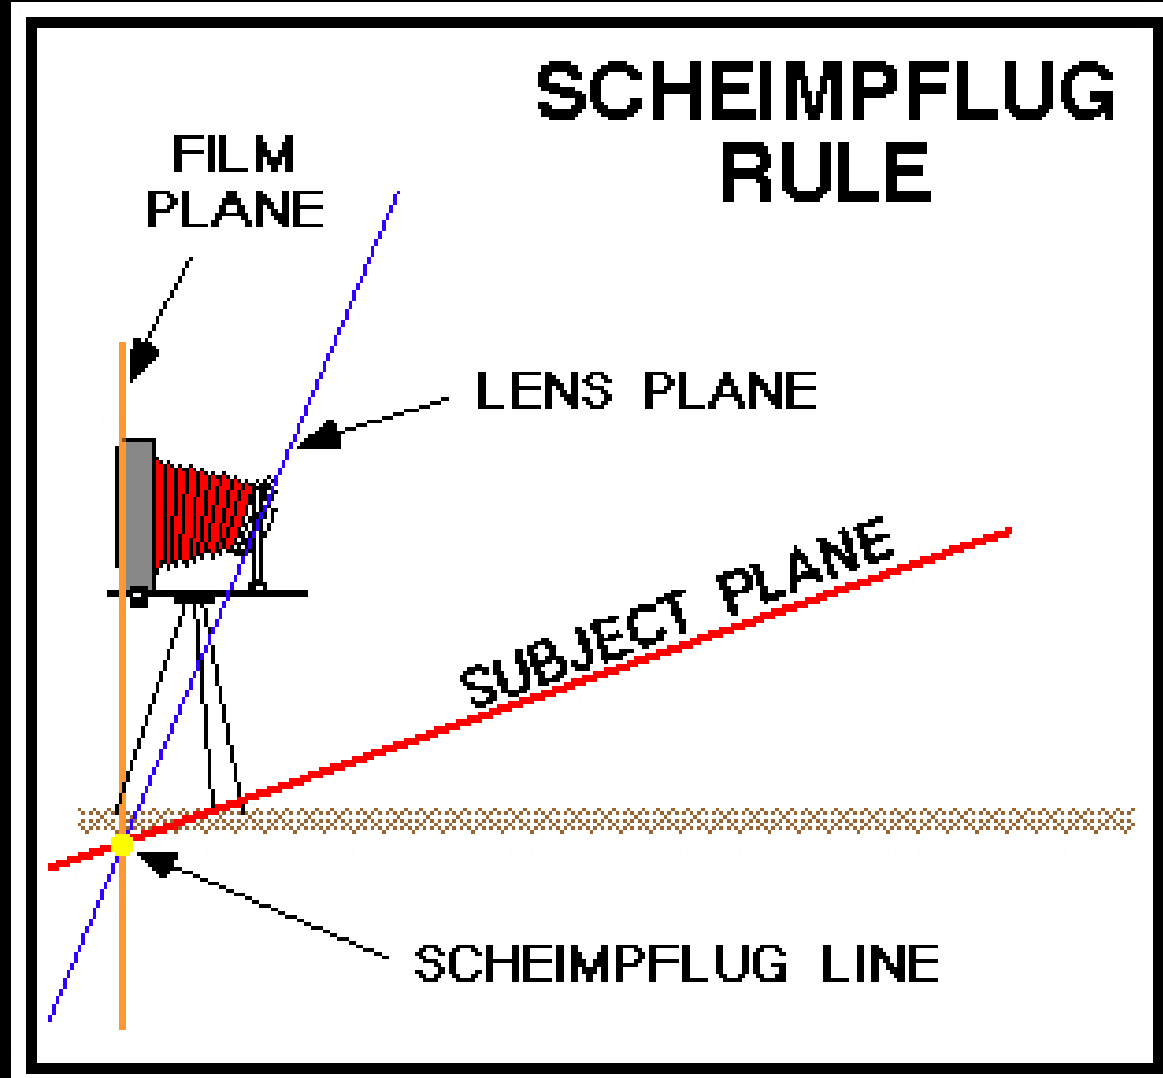 SCHEIMPFLUG
RULE
FILM
PLANE
LENS PLANE
SUBJECT PLANE
SCHEIMPFLUG LINE